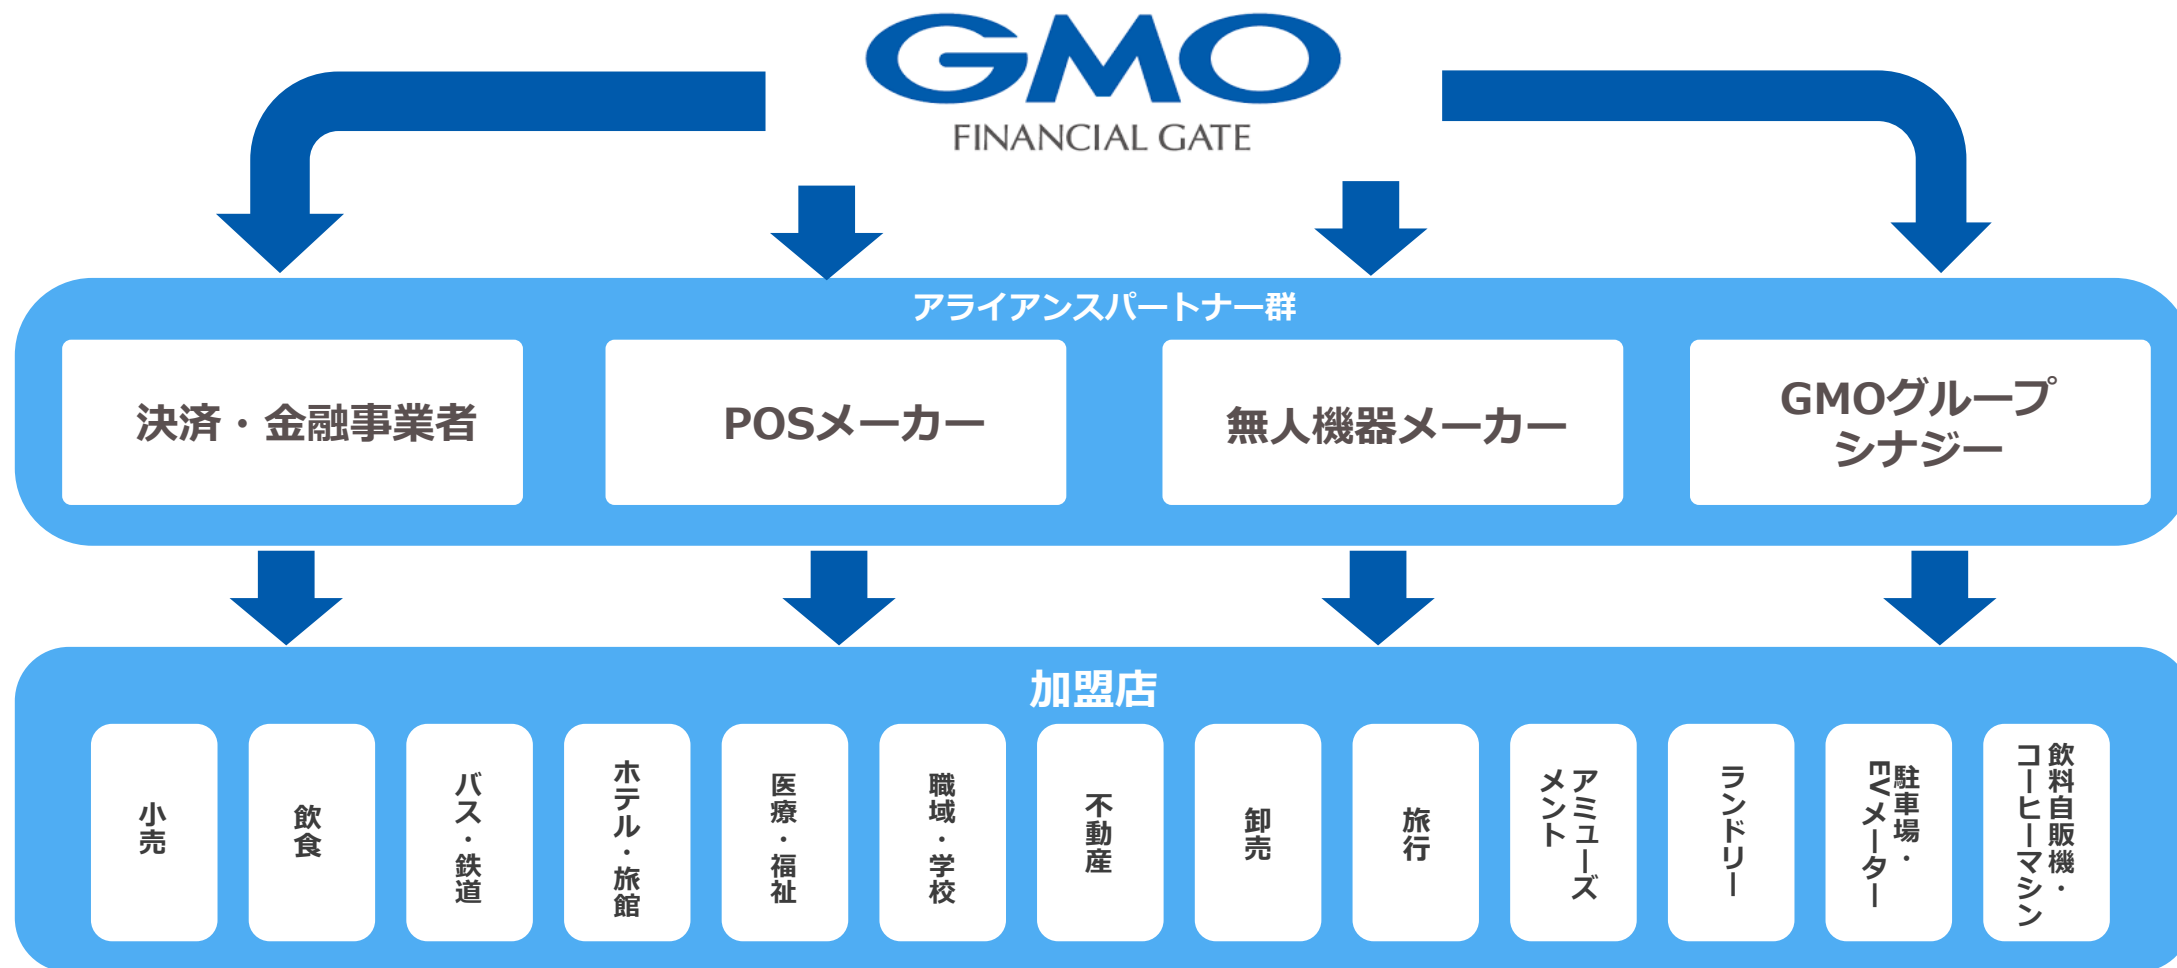 GMO
FINANCIAL GATE
アライアンスパートナー群
決済・金融事業者
POSメーカー
無人機器メーカー
GMOグループ
シナジー
加盟店
小売
飲食
バス・鉄道
ホテル・旅館
医療・福祉
職域・学校
不動産
卸売
旅行
アミューズ
メント
ランドリー
駐車場・
EVメーター
飲料自販機・
コーヒーマシン